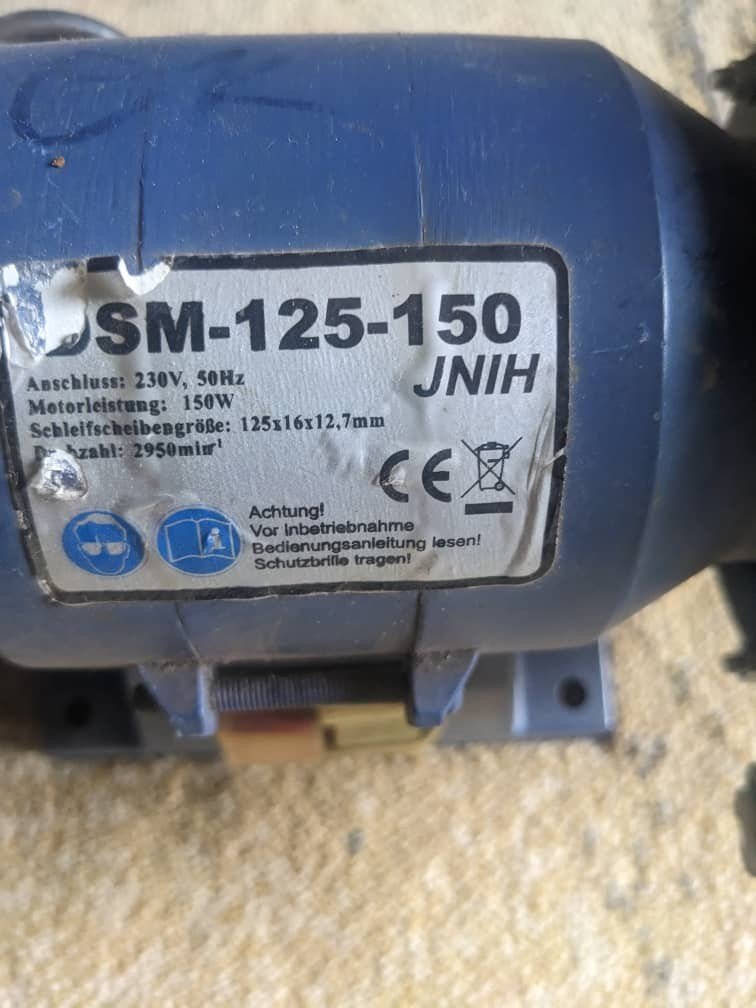 OK
DSM-125-150
JNIH
Anschluss: 230V, 50Hz
Motorleistung: 150W
Schleifscheibengröße: 125x16x12,7mm
2950min⁻¹
CE
Achtung!
Vor Inbetriebnahme
Bedienungsanleitung lesen!
Schutzbrille tragen!